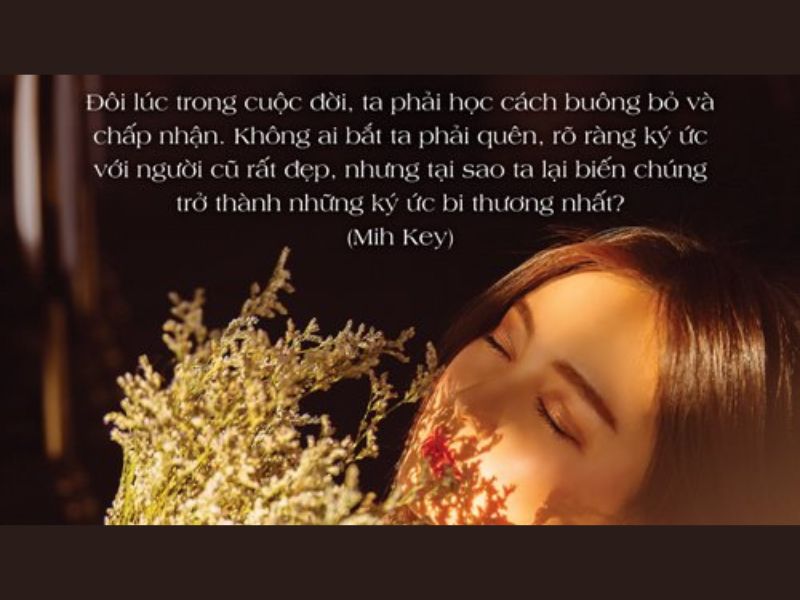 Đôi lúc trong cuộc đời, ta phải học cách buông bỏ và
chấp nhận. Không ai bắt ta phải quên, rõ ràng ký ức
với người cũ rất đẹp, nhưng tại sao ta lại biến chúng
trở thành những ký ức bi thương nhất?
(Mih Key)